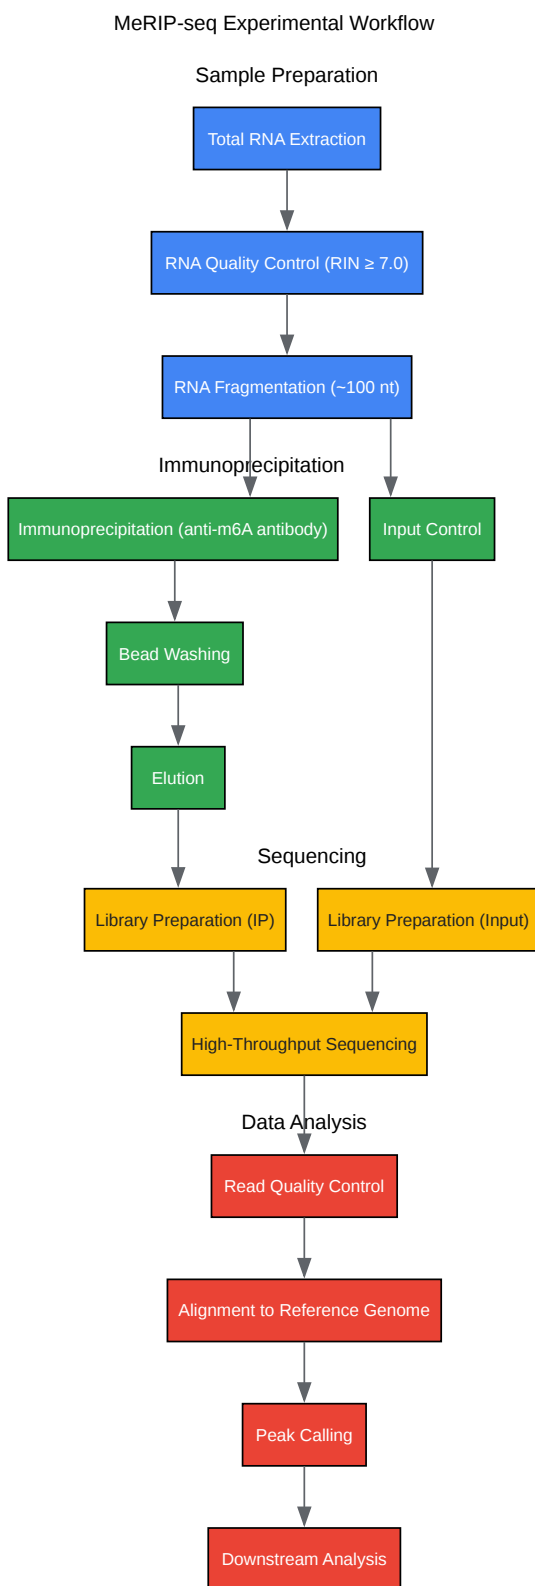 MeRIP-seq Experimental Workflow
Sample Preparation
Total RNA Extraction
RNA Quality Control (RIN ≥ 7.0)
RNA Fragmentation (~100 nt)
Immunoprecipitation
Immunoprecipitation (anti-m6A antibody)
Input Control
Bead Washing
Elution
Sequencing
Library Preparation (IP)
Library Preparation (Input)
High-Throughput Sequencing
Data Analysis
Read Quality Control
Alignment to Reference Genome
Peak Calling
Downstream Analysis